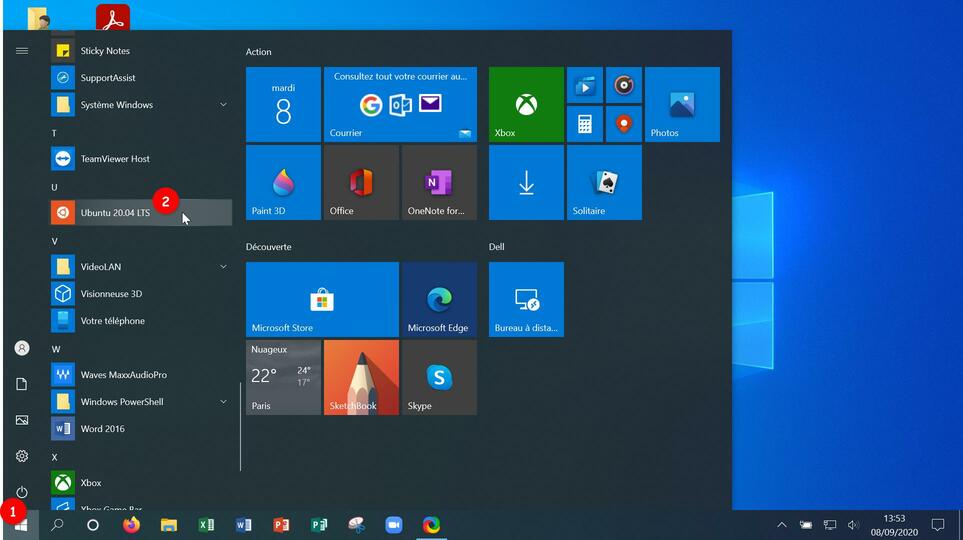 Sticky Notes
SupportAssist
Système Windows
T
TeamViewer Host
U
Ubuntu 20.04 LTS
2
V
VideoLAN
Visionneuse 3D
Votre téléphone
W
Waves MaxxAudioPro
Windows PowerShell
Word 2016
X
Xbox
Xbox Game Bar
1
Action
mardi
8
Consultez tout votre courrier au...
Courrier
Xbox
Photos
Paint 3D
Office
OneNote for...
Solitaire
Découverte
Microsoft Store
Microsoft Edge
Nuageux
22°
24°
17°
Paris
SketchBook
Skype
Dell
Bureau à dista...
13:53
08/09/2020